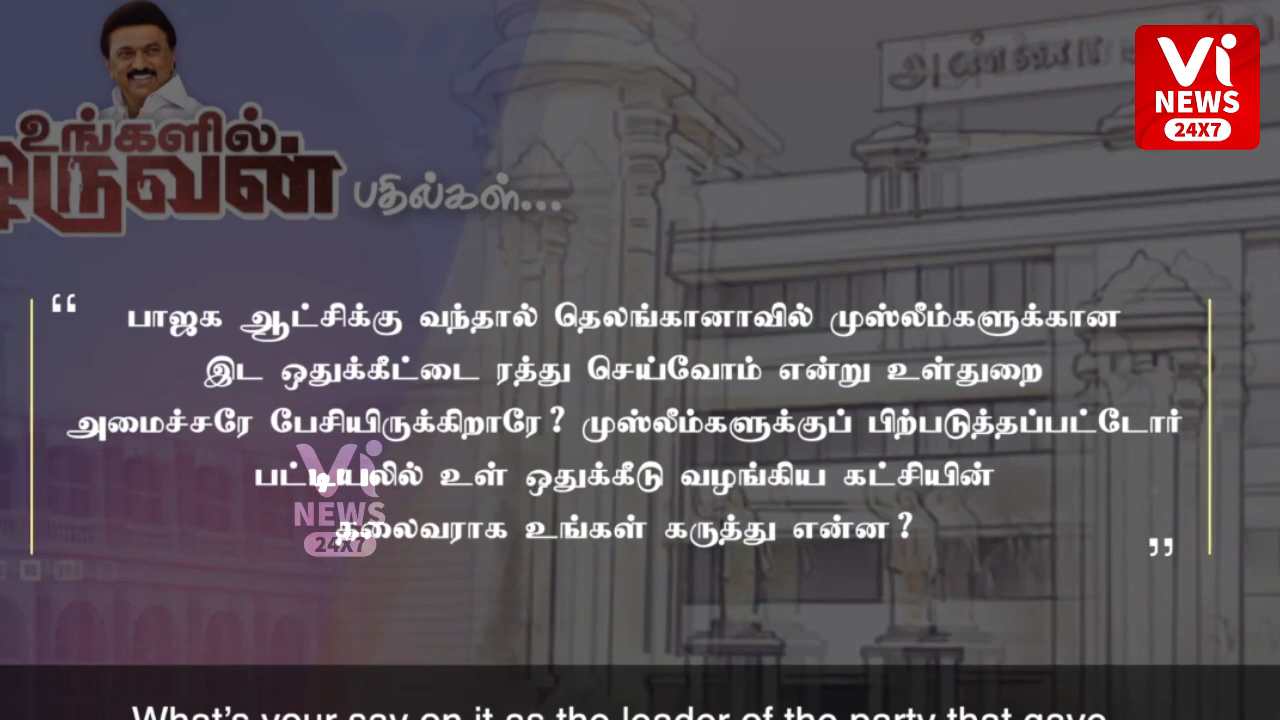 Vi
NEWS
24X7
உங்களில்
ஒருவன் பதில்கள்...
“ பாஜக ஆட்சிக்கு வந்தால் தெலங்கானாவில் முஸ்லீம்களுக்கான
இட ஒதுக்கீட்டை ரத்து செய்வோம் என்று உள்துறை
அமைச்சரே பேசியிருக்கிறாரே? முஸ்லீம்களுக்குப் பிற்படுத்தப்பட்டோர்
பட்டியலில் உள் ஒதுக்கீடு வழங்கிய கட்சியின்
தலைவராக உங்கள் கருத்து என்ன? ”
Vi
NEWS
24X7
What's your say on it as the leader of the party that gave